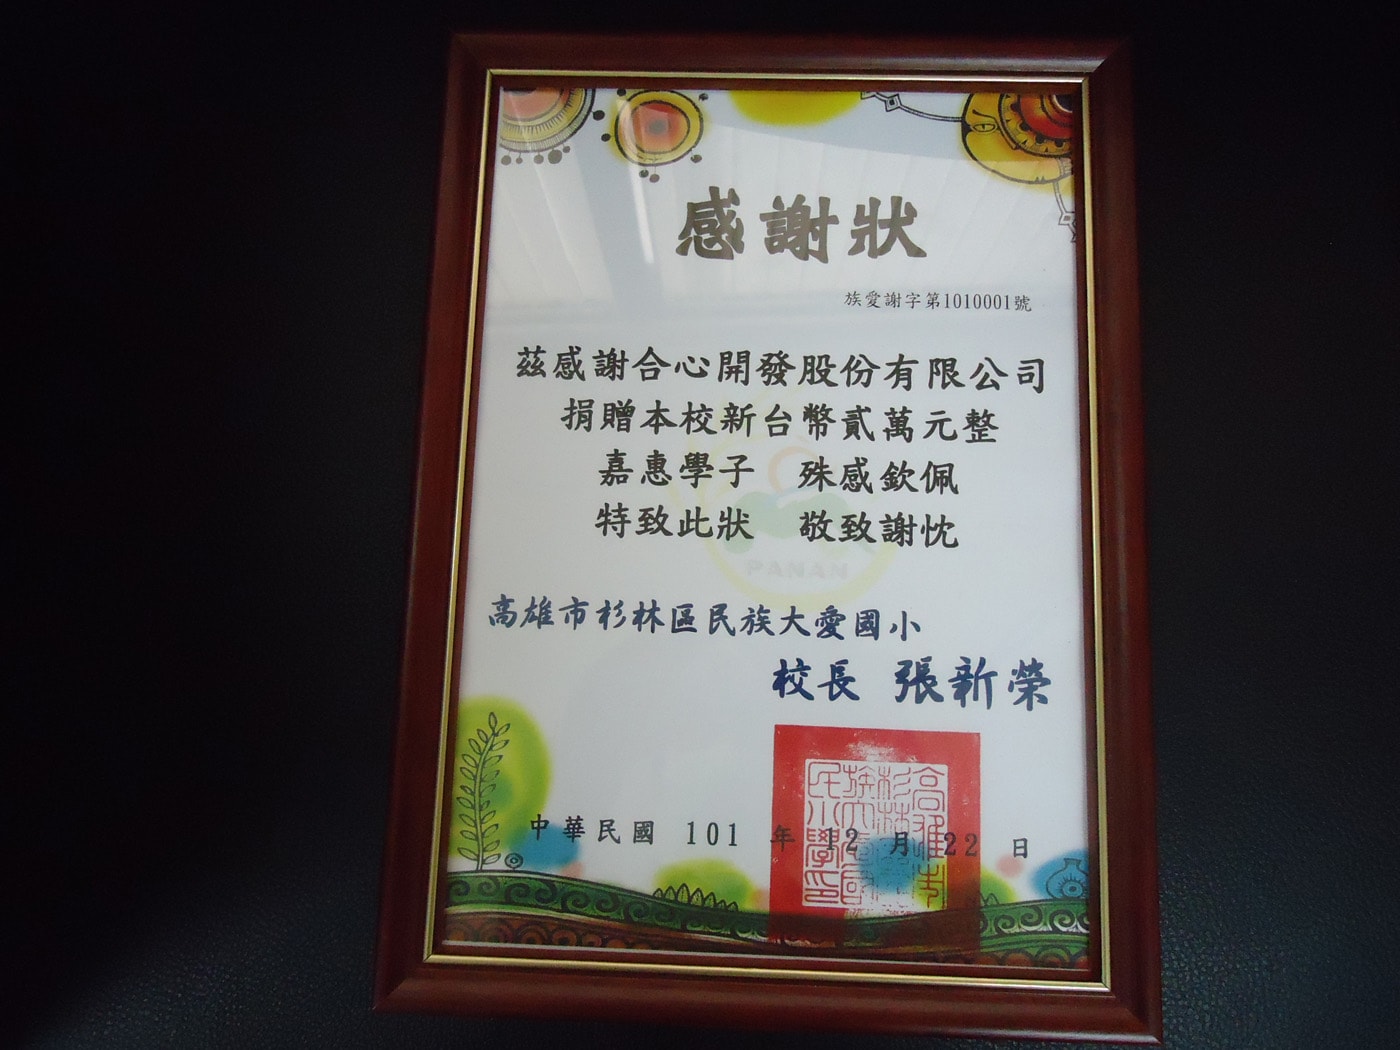 感謝狀
族愛謝字第1010001號
茲感謝合心開發股份有限公司
捐贈本校新台幣貳萬元整
嘉惠學子 殊感欽佩
特致此狀 敬致謝忱
PANAN
高雄市杉林區民族大愛國小
校長 張新榮
中華民國 101 年 12 月 22 日